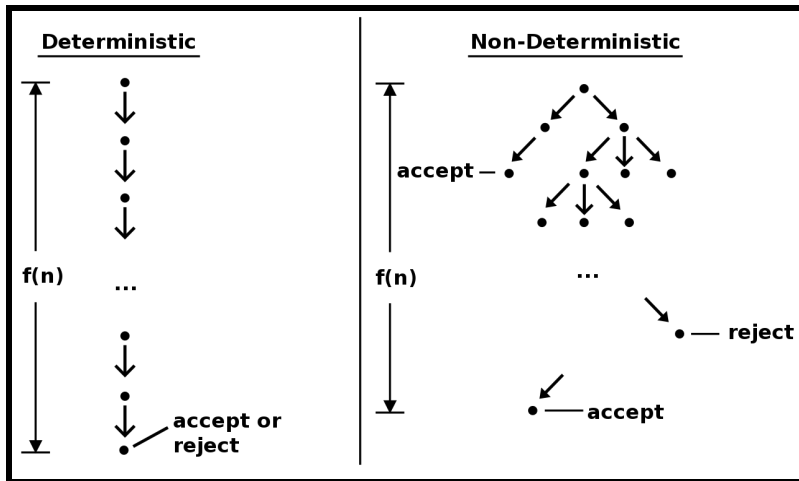 Deterministic
f(n)
...
accept or
reject
Non-Deterministic
accept
f(n)
...
reject
accept